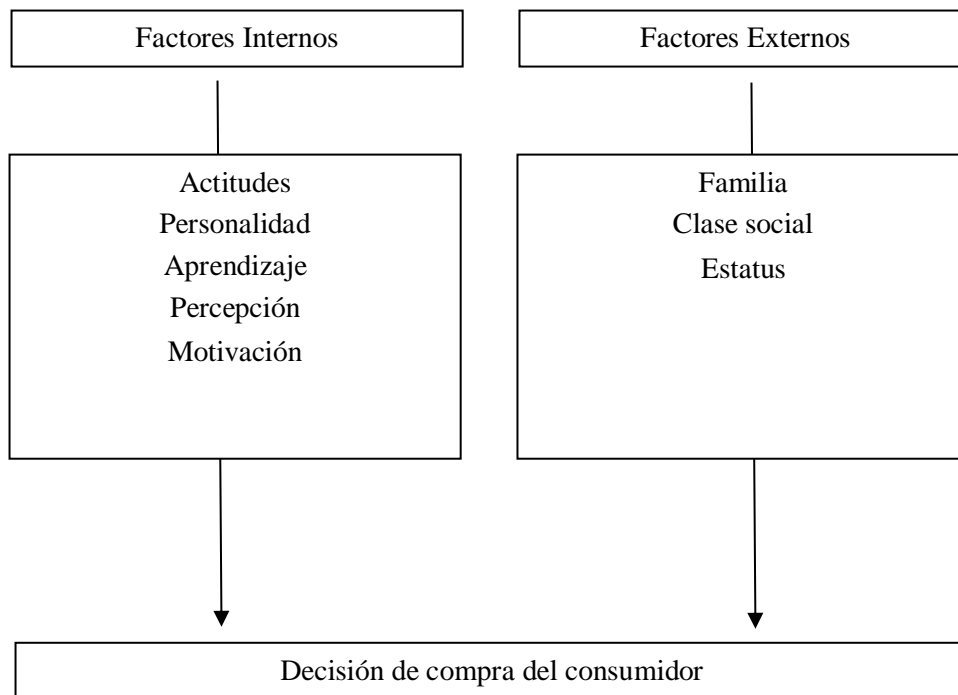 Factores Internos
Factores Externos
Actitudes
Personalidad
Aprendizaje
Percepción
Motivación
Familia
Clase social
Estatus
Decisión de compra del consumidor